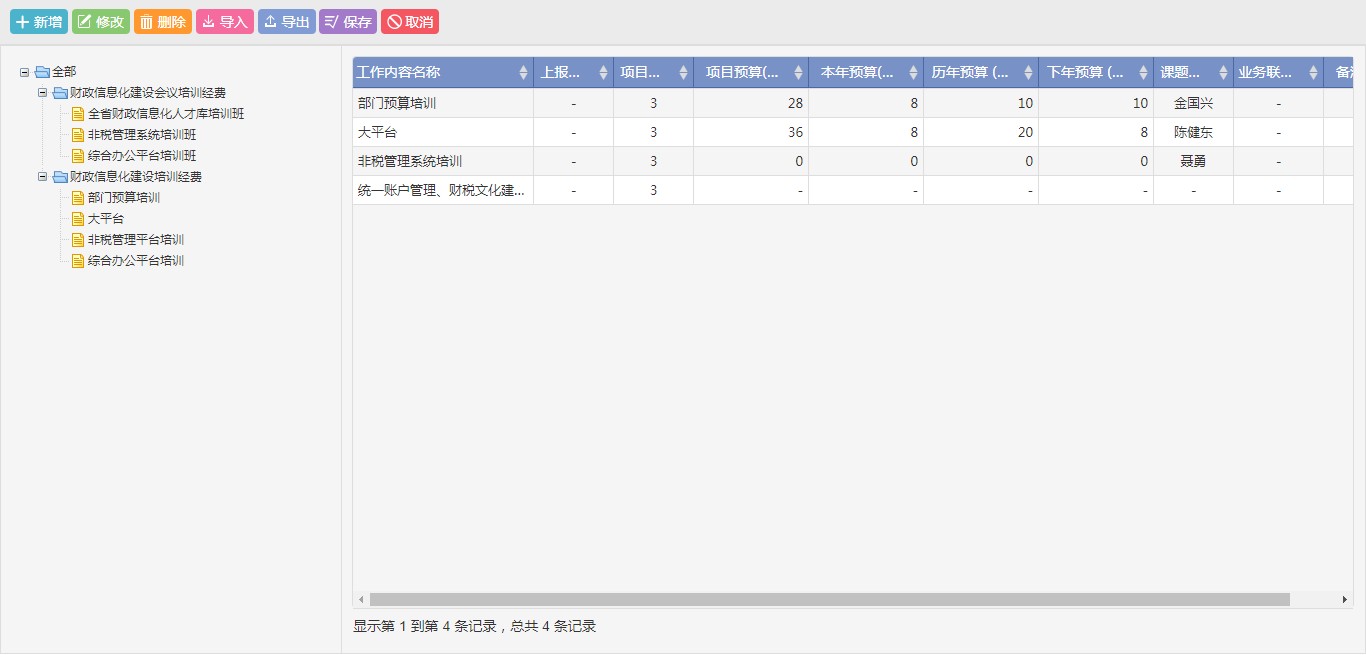 新增 修改 删除 导入 导出 保存 取消
全部
财政信息化建设会议培训经费
全省财政信息化人才库培训班
非税管理系统培训班
综合办公平台培训班
财政信息化建设培训经费
部门预算培训
大平台
非税管理平台培训
综合办公平台培训
工作内容名称 上报... 项目... 项目预算(... 本年预算(... 历年预算 (... 下年预算 (... 课题... 业务联... 备
部门预算培训 - 3 28 8 10 10 金国兴 -
大平台 - 3 36 8 20 8 陈健东 -
非税管理系统培训 - 3 0 0 0 0 聂勇 -
统一账户管理、财税文化建... - 3 - - - - - -
显示第 1 到第 4 条记录，总共 4 条记录